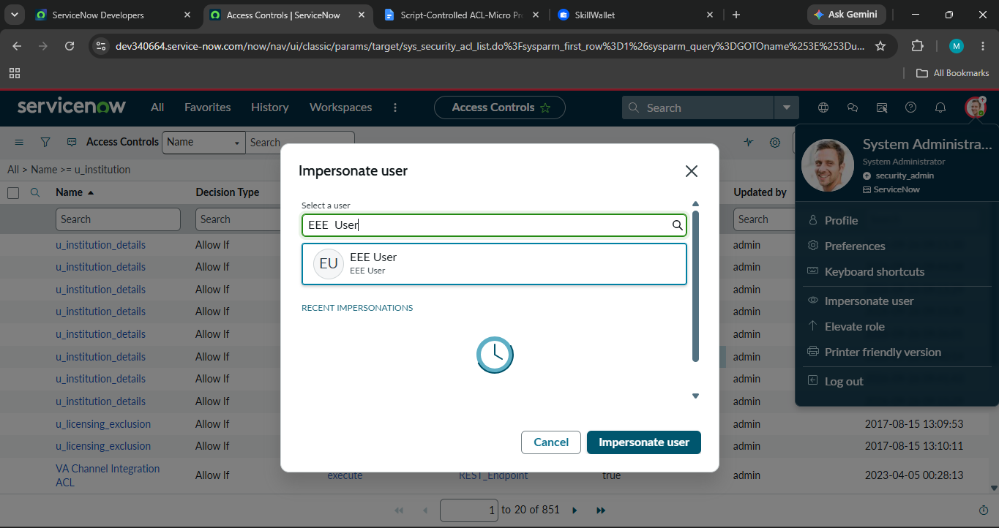 ServiceNow Developers
Access Controls | ServiceNow
Script-Controlled ACL-Micro Pr
SkillWallet
Ask Gemini
dev340664.service-now.com/now/nav/ui/classic/params/target/sys_security_acl_list.do%3Fsysparm_first_row%3D1%26sysparm_query%3DGOTOname%253E%253Du...
M
All Bookmarks
servicenow All Favorites History Workspaces Access Controls Search
Access Controls Name Search
All > Name >= u_institution
Name Decision Type Updated by
Search Search Search
u_institution_details Allow If admin
u_institution_details Allow If admin
u_institution_details Allow If admin
u_institution_details Allow If admin
u_institution_details Allow If admin
u_institution_details Allow If admin
u_institution_details Allow If admin
u_institution_details Allow If admin
u_licensing_exclusion Allow If admin 2017-08-15 13:09:53
u_licensing_exclusion Allow If admin 2017-08-15 13:10:11
VA Channel Integration
ACL Allow If execute REST_Endpoint true admin 2023-04-05 00:28:13
1 to 20 of 851
Impersonate user
Select a user
EEE  User
EU
EEE User
EEE User
RECENT IMPERSONATIONS
Cancel
Impersonate user
System Administra...
System Administrator
security_admin
ServiceNow
Profile
Preferences
Keyboard shortcuts
Impersonate user
Elevate role
Printer friendly version
Log out